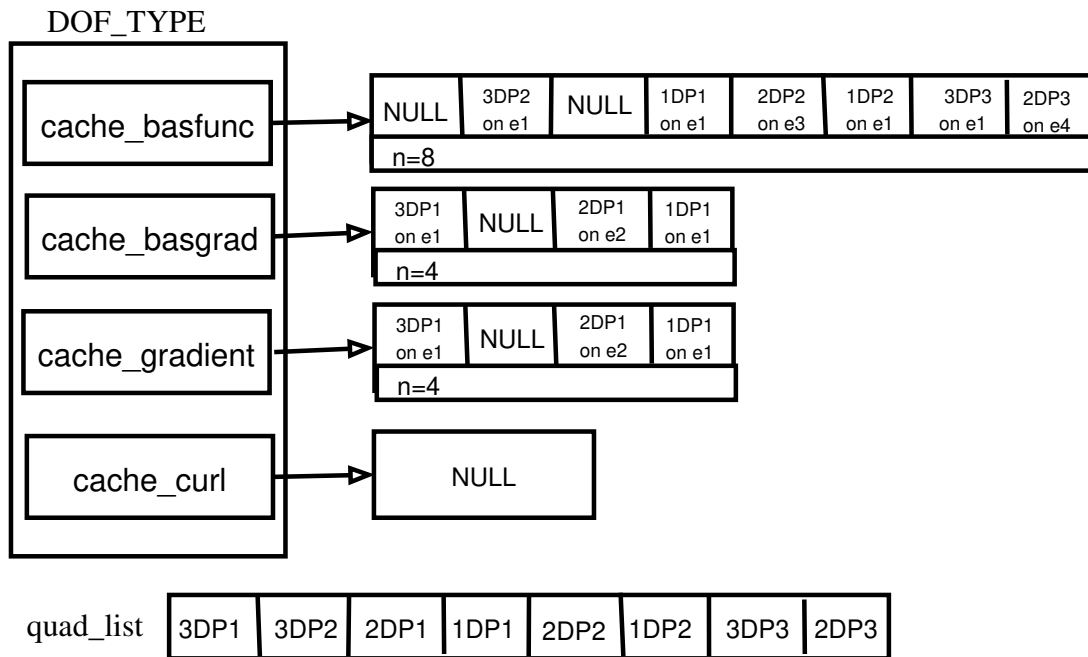 DOF_TYPE
cache_basfunc
NULL
3DP2
on e1
NULL
1DP1
on e1
2DP2
on e3
1DP2
on e1
3DP3
on e1
2DP3
on e4
n=8
cache_basgrad
3DP1
on e1
NULL
2DP1
on e2
1DP1
on e1
n=4
cache_gradient
3DP1
on e1
NULL
2DP1
on e2
1DP1
on e1
n=4
cache_curl
NULL
quad_list 3DP1 3DP2 2DP1 1DP1 2DP2 1DP2 3DP3 2DP3